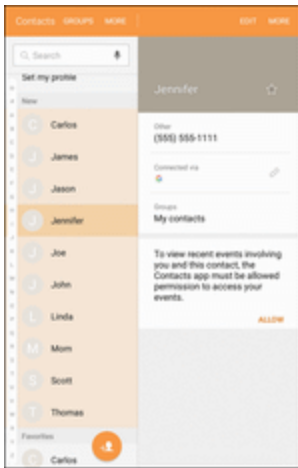 Contacts GROUPS MORE
EDIT MORE
Search
Set my profile
New
C Carlos
J James
J Jason
J Jennifer
J Joe
J John
L Linda
M Mom
S Scott
T Thomas
Favorites
C Carlos
Jennifer
Other
(555) 555-1111
Connected via
Groups
My contacts
To view recent events involving
you and this contact, the
Contacts app must be allowed
permission to access your
events.
ALLOW